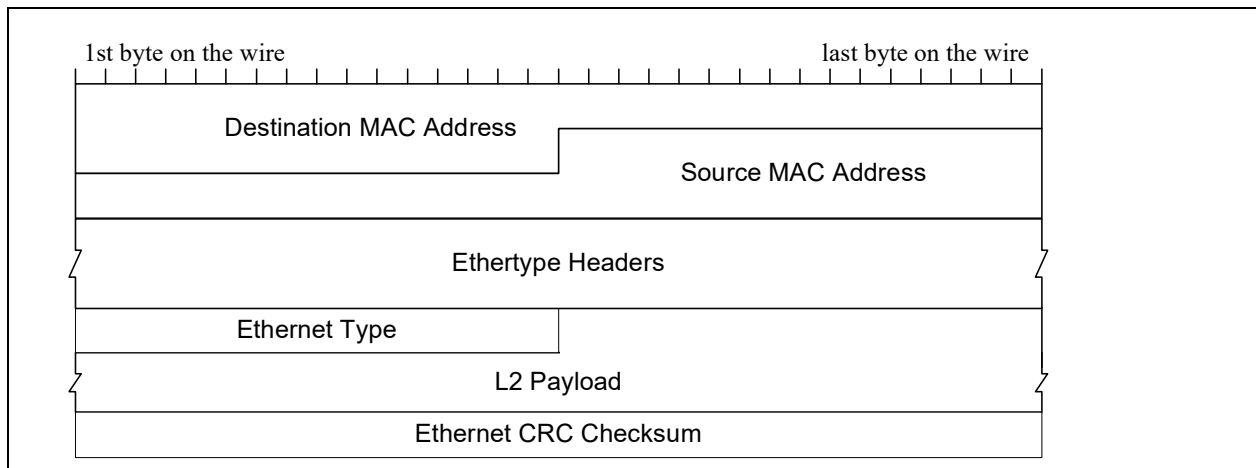 1st byte on the wire last byte on the wire
Destination MAC Address
Source MAC Address
Ethertype Headers
Ethernet Type
L2 Payload
Ethernet CRC Checksum